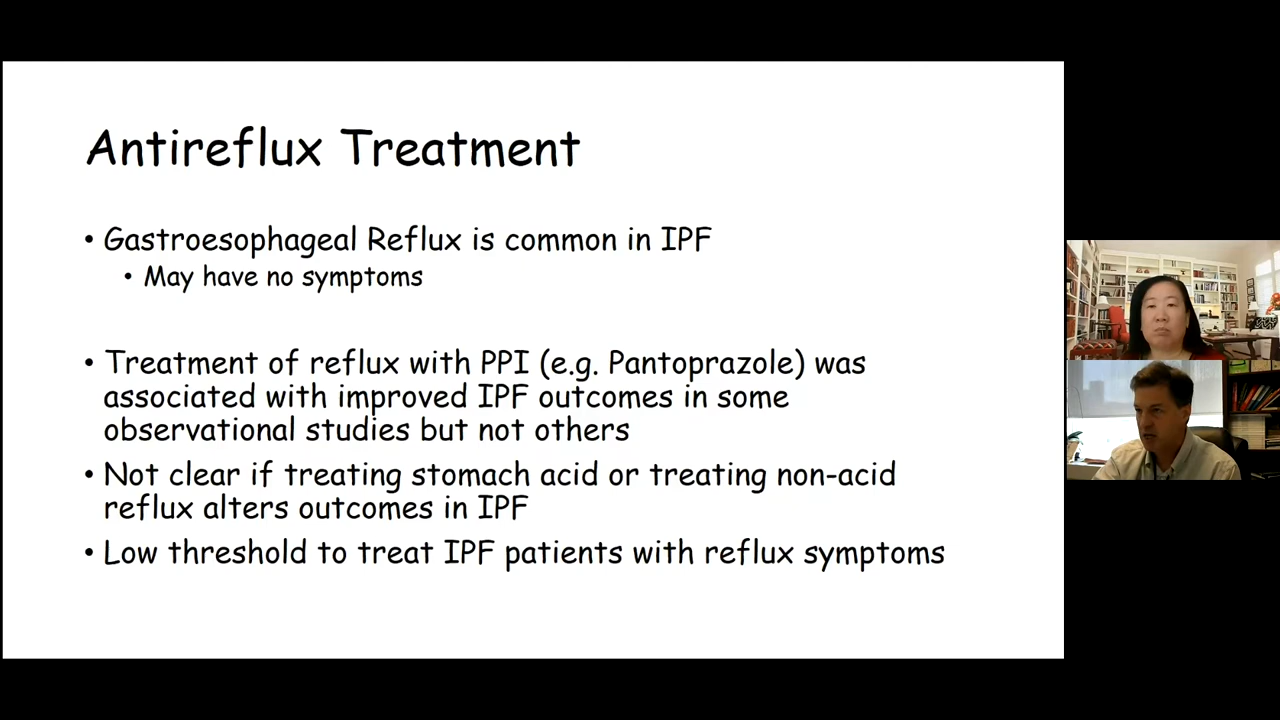 Antireflux Treatment
• Gastroesophageal Reflux is common in IPF
• May have no symptoms
• Treatment of reflux with PPI (e.g. Pantoprazole) was
associated with improved IPF outcomes in some
observational studies but not others
• Not clear if treating stomach acid or treating non-acid
reflux alters outcomes in IPF
• Low threshold to treat IPF patients with reflux symptoms